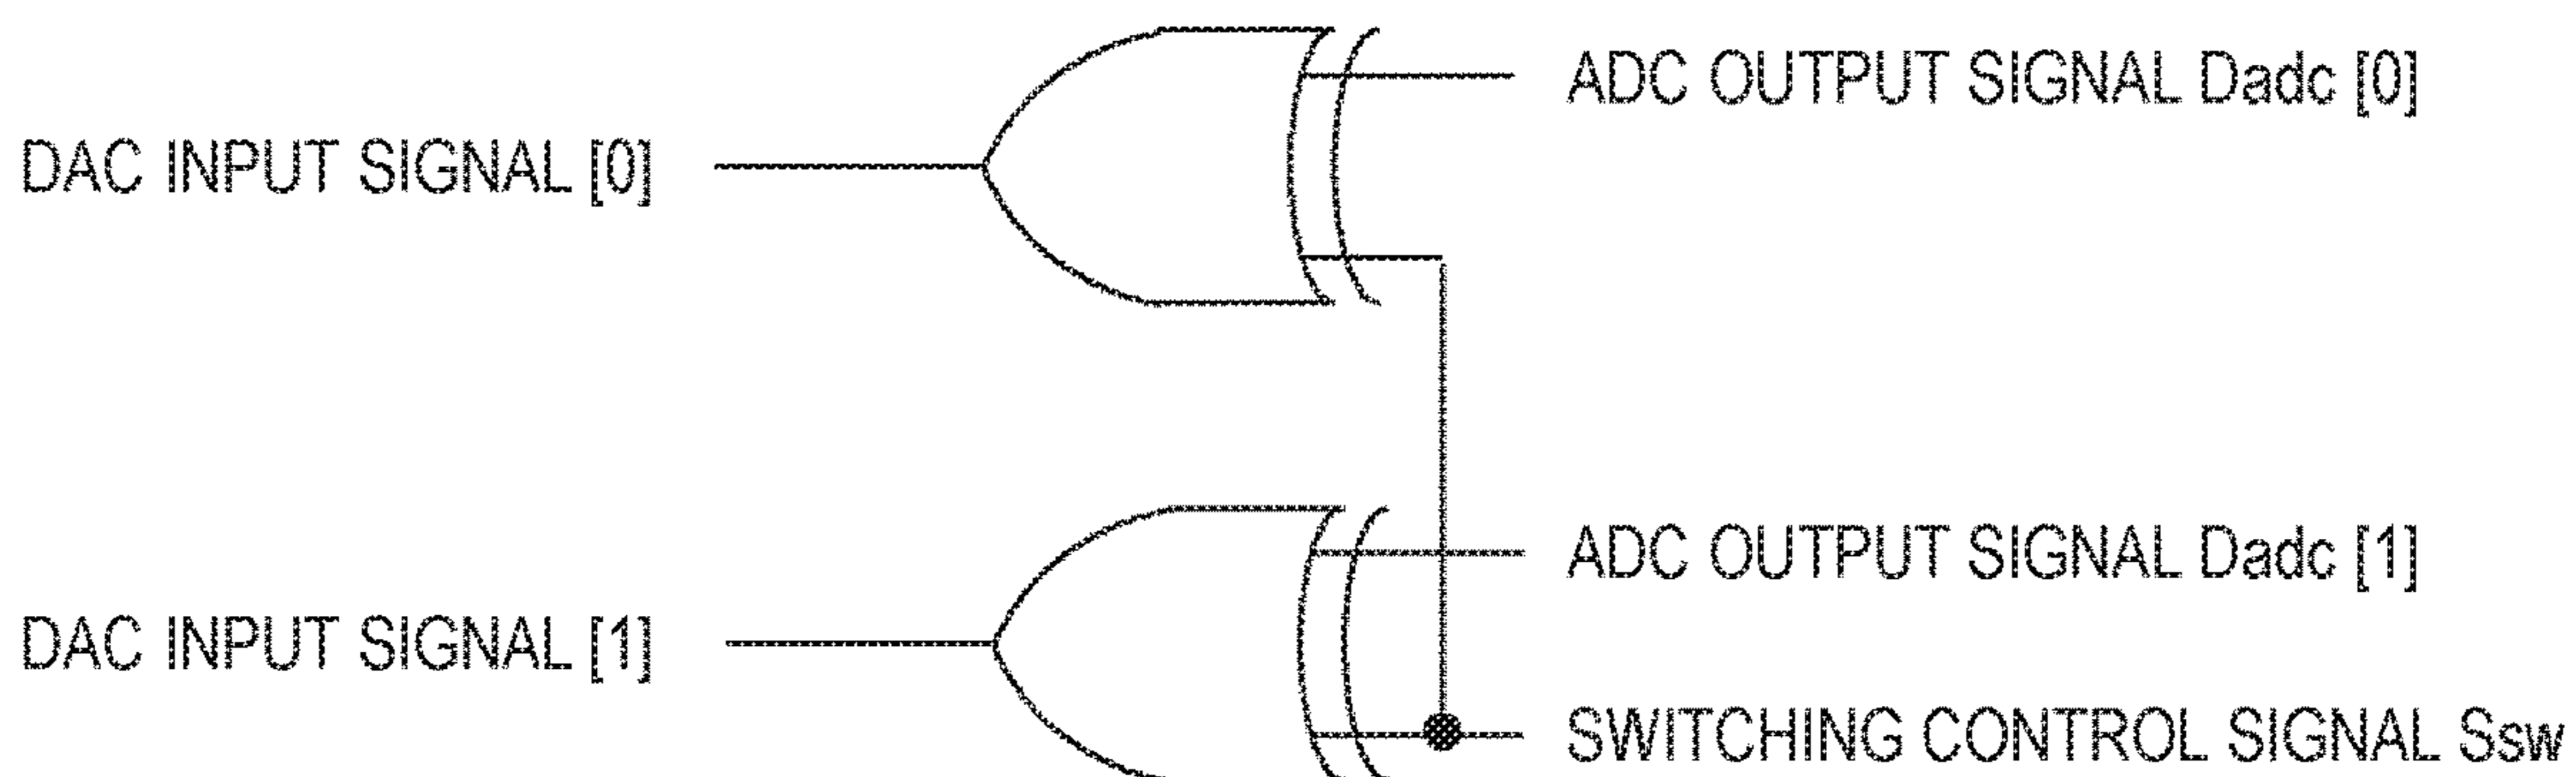 ADC OUTPUT SIGNAL Dadc [0]
DAC INPUT SIGNAL [0]
ADC OUTPUT SIGNAL Dadc [1]
DAC INPUT SIGNAL [1]
SWITCHING CONTROL SIGNAL Ssw